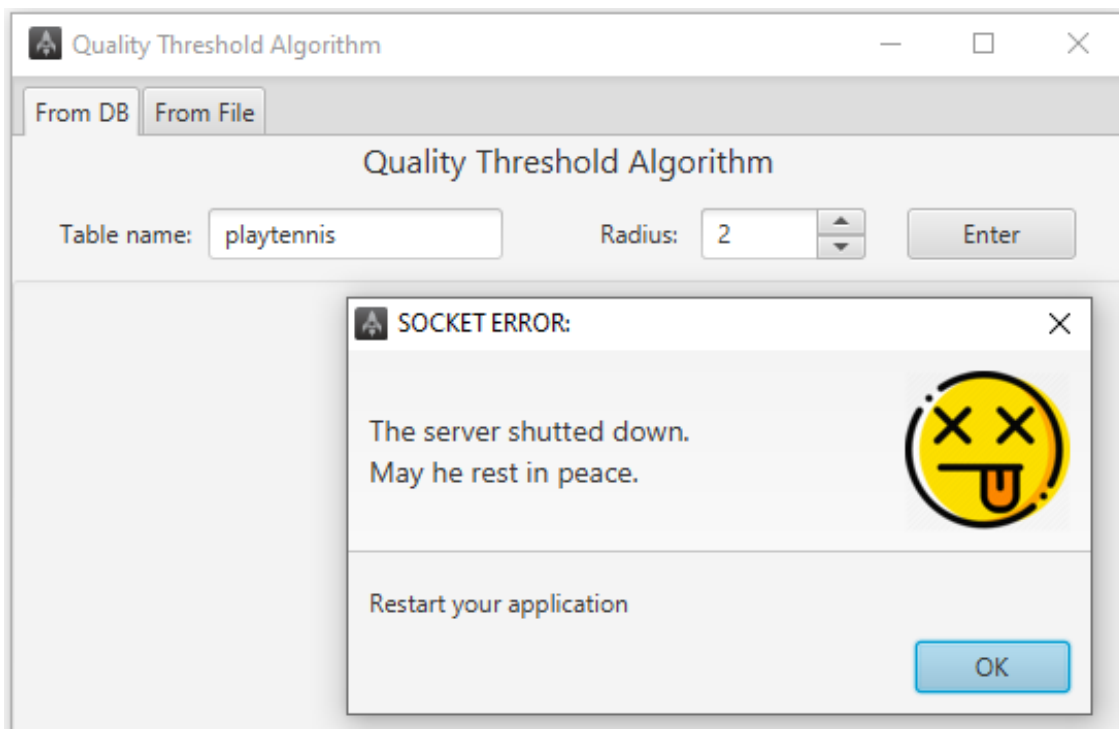 Quality Threshold Algorithm
From DB From File
Quality Threshold Algorithm
Table name: playtennis Radius: 2 Enter
SOCKET ERROR:
The server shutted down.
May he rest in peace.
Restart your application
OK